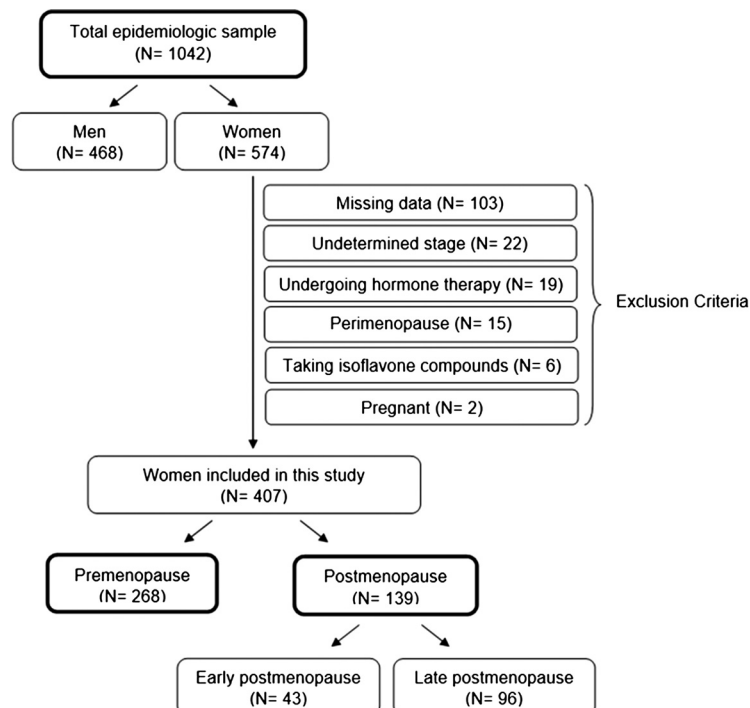 Total epidemiologic sample
(N= 1042)
Men
(N= 468)
Women
(N= 574)
Missing data (N= 103)
Undetermined stage (N= 22)
Undergoing hormone therapy (N= 19)
Perimenopause (N= 15)
Taking isoflavone compounds (N= 6)
Pregnant (N= 2)
Exclusion Criteria
Women included in this study
(N= 407)
Premenopause
(N= 268)
Postmenopause
(N= 139)
Early postmenopause
(N= 43)
Late postmenopause
(N= 96)